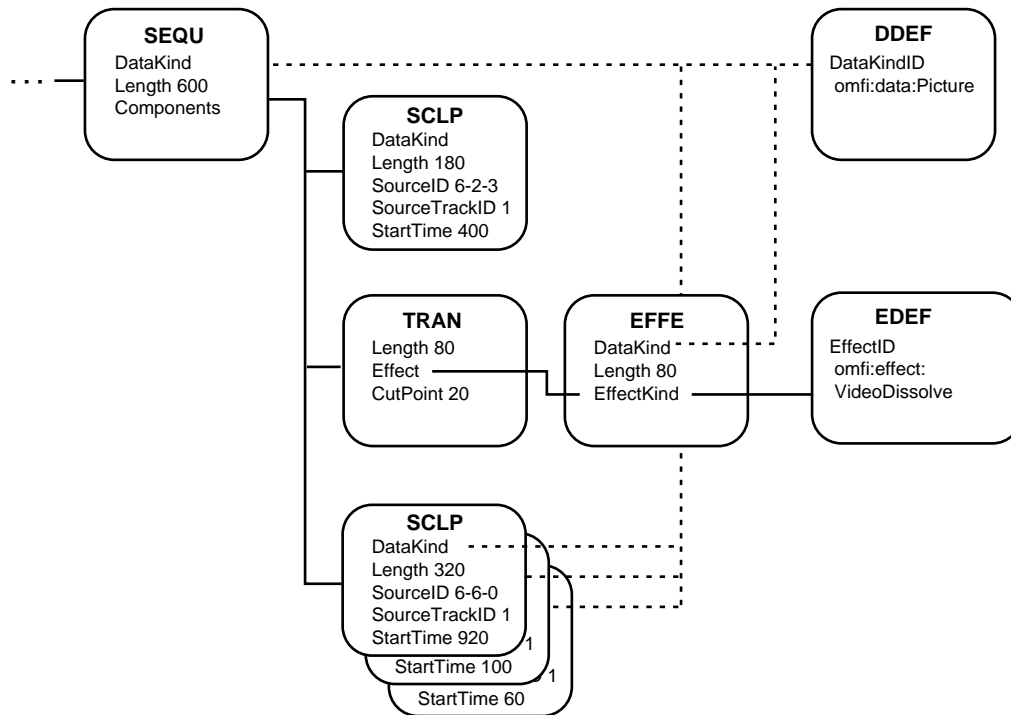 SEQU
DataKind
Length 600
Components
DDEF
DataKindID
omfi:data:Picture
SCLP
DataKind
Length 180
SourceID 6-2-3
SourceTrackID 1
StartTime 400
TRAN
Length 80
Effect
CutPoint 20
EFFE
DataKind
Length 80
EffectKind
EDEF
EffectID
omfi:effect:
VideoDissolve
SCLP
DataKind
Length 320
SourceID 6-6-0
SourceTrackID 1
StartTime 920
1
StartTime 100
1
StartTime 60